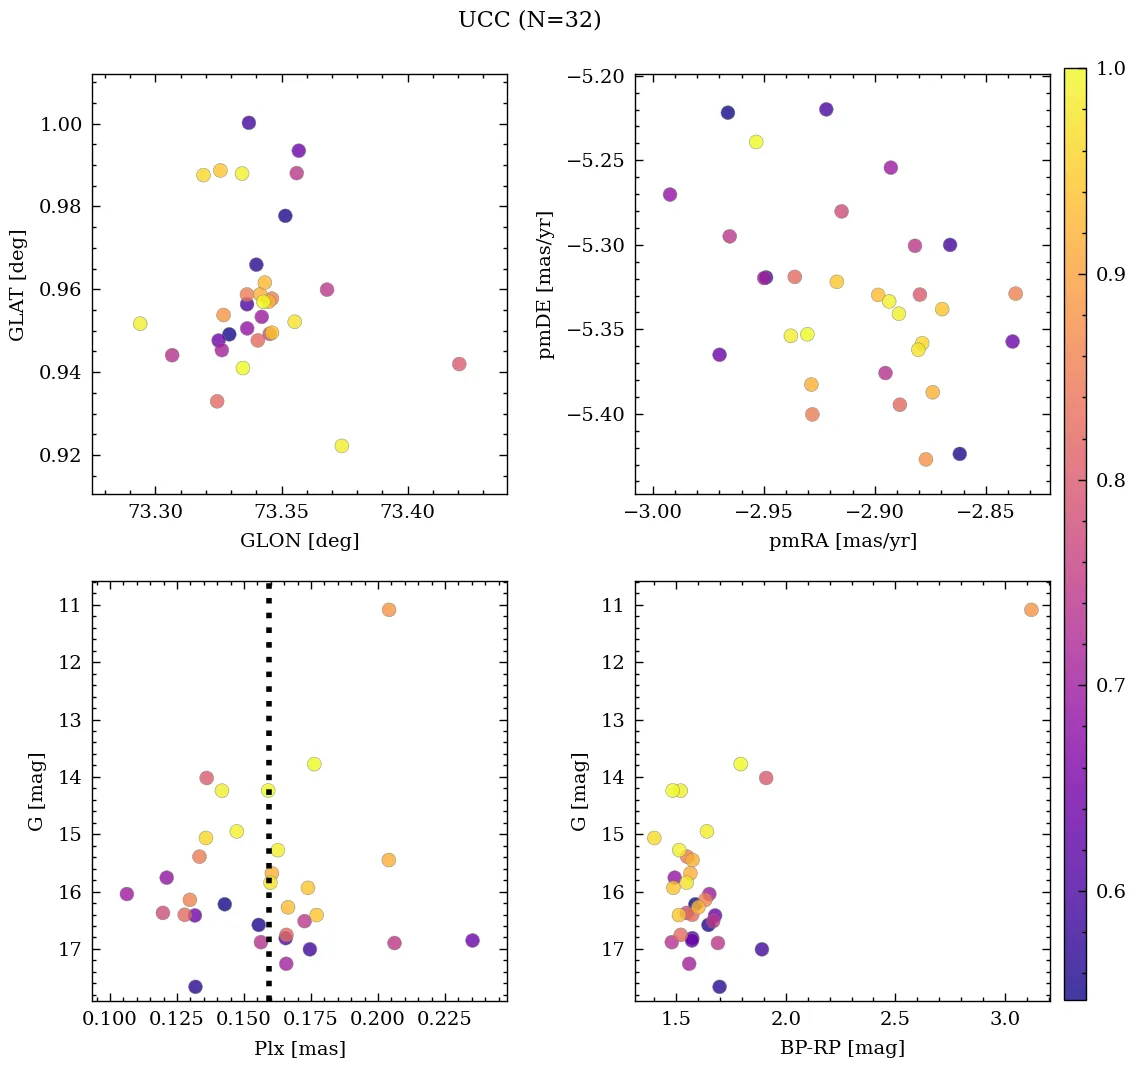 UCC (N=32)
1.00
0.98
0.96
0.94
0.92
GLAT [deg]
73.30 73.35 73.40
GLON [deg]
−5.20
−5.25
−5.30
−5.35
−5.40
pmDE [mas/yr]
−3.00 −2.95 −2.90 −2.85
pmRA [mas/yr]
11
12
13
14
15
16
17
G [mag]
0.100 0.125 0.150 0.175 0.200 0.225
Plx [mas]
11
12
13
14
15
16
17
G [mag]
1.5 2.0 2.5 3.0
BP-RP [mag]
1.0
0.9
0.8
0.7
0.6